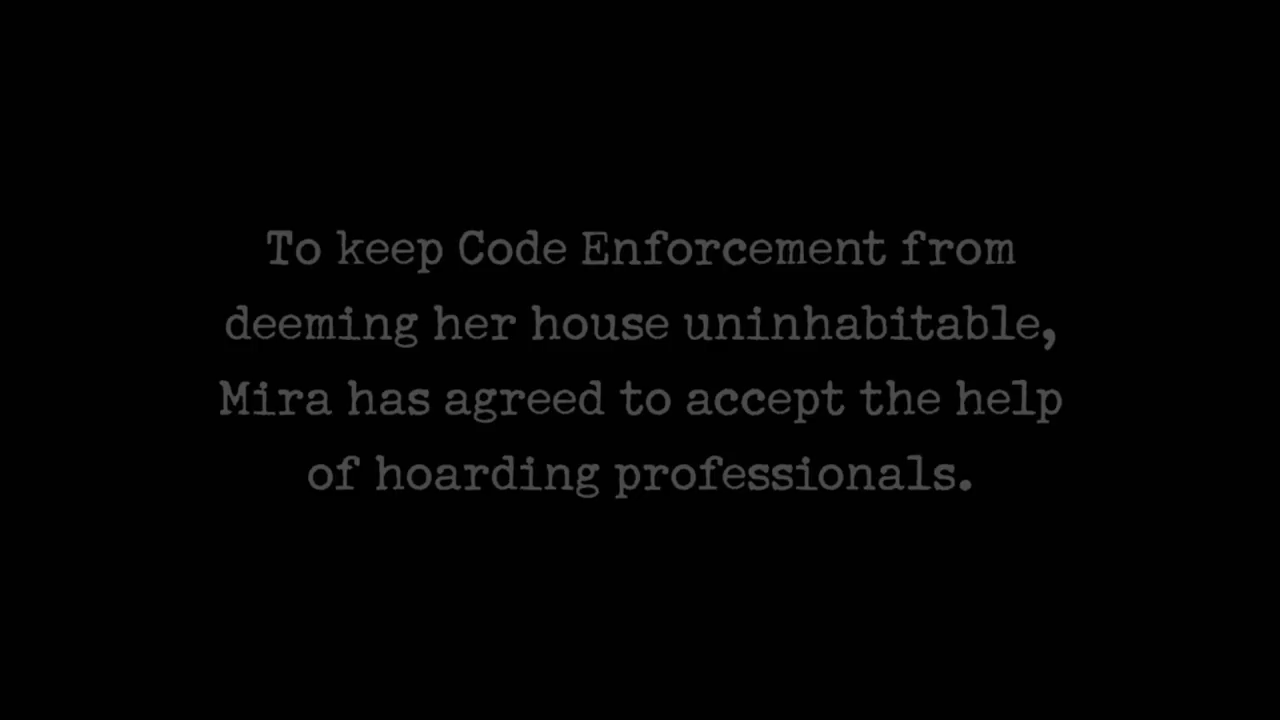 To keep Code Enforcement from
deeming her house uninhabitable,
Mira has agreed to accept the help
of hoarding professionals.